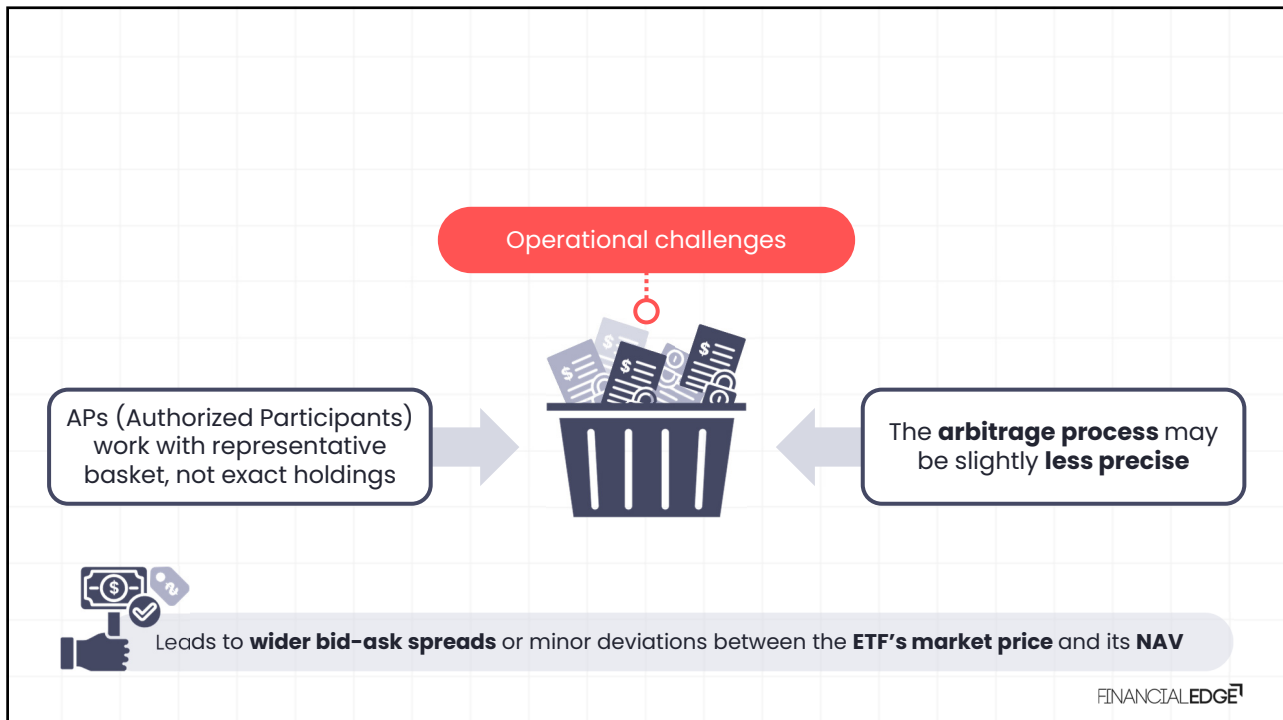 Operational challenges
APs (Authorized Participants)
work with representative
basket, not exact holdings
The arbitrage process may
be slightly less precise
Leads to wider bid-ask spreads or minor deviations between the ETF's market price and its NAV
FINANCIALEDGE